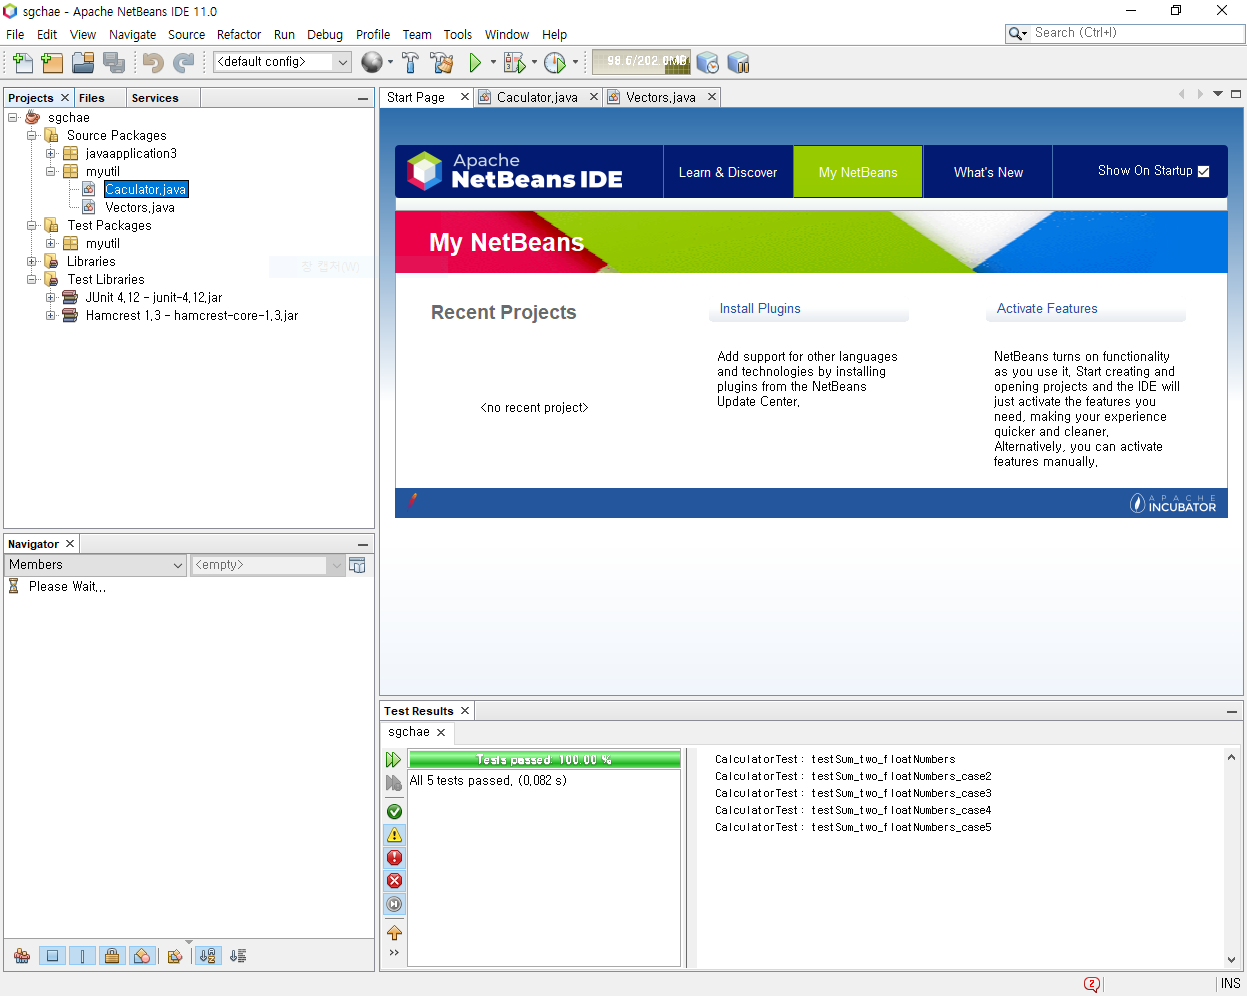 sgchae - Apache NetBeans IDE 11.0
File Edit View Navigate Source Refactor Run Debug Profile Team Tools Window Help
Search (Ctrl+I)
<default config>
98.6/202.0MB
Projects Files Services
sgchae
Source Packages
javaapplication3
myutil
Caculator.java
Vectors.java
Test Packages
myutil
Libraries
Test Libraries
JUnit 4.12 - junit-4.12.jar
Hamcrest 1.3 - hamcrest-core-1.3.jar
창 캡처(W)
Start Page Caculator.java Vectors.java
Apache
NetBeans IDE
Learn & Discover
My NetBeans
What's New
Show On Startup
My NetBeans
Recent Projects
<no recent project>
Install Plugins
Add support for other languages
and technologies by installing
plugins from the NetBeans
Update Center.
Activate Features
NetBeans turns on functionality
as you use it. Start creating and
opening projects and the IDE will
just activate the features you
need, making your experience
quicker and cleaner.
Alternatively, you can activate
features manually.
APACHE
INCUBATOR
Navigator
Members
<empty>
Please Wait...
Test Results
sgchae
Tests passed: 100.00 %
All 5 tests passed. (0.082 s)
CalculatorTest: testSum_two_floatNumbers
CalculatorTest: testSum_two_floatNumbers_case2
CalculatorTest: testSum_two_floatNumbers_case3
CalculatorTest: testSum_two_floatNumbers_case4
CalculatorTest: testSum_two_floatNumbers_case5
2
INS